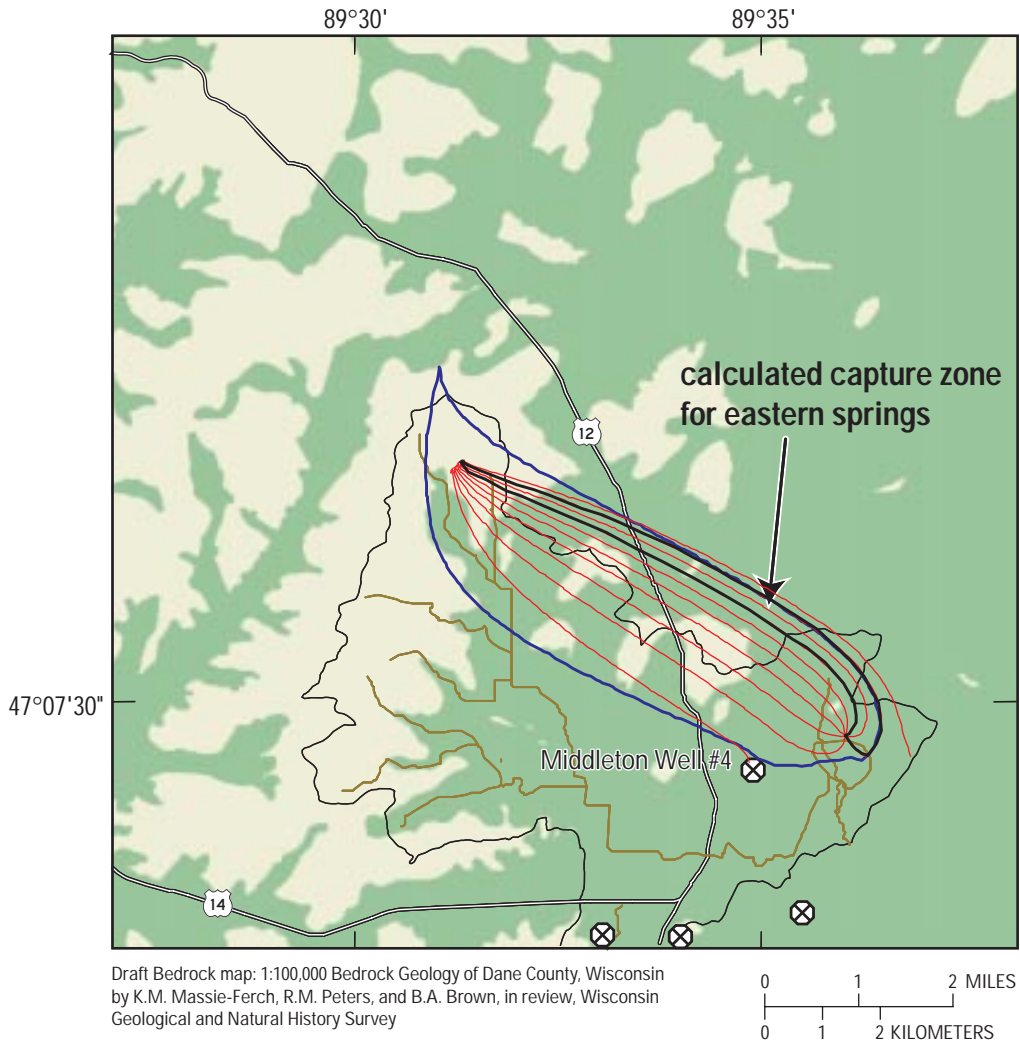 89°30'
89°35'
calculated capture zone
for eastern springs
12
47°07'30"
Middleton Well #4
14
Draft Bedrock map: 1:100,000 Bedrock Geology of Dane County, Wisconsin
by K.M. Massie-Ferch, R.M. Peters, and B.A. Brown, in review, Wisconsin
Geological and Natural History Survey
0 1 2 MILES
0 1 2 KILOMETERS